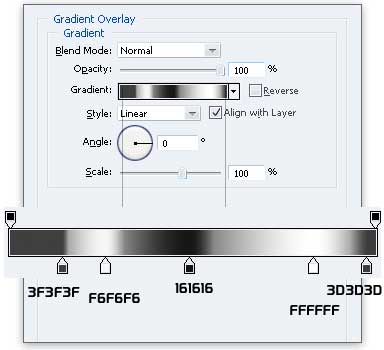 Gradient Overlay
Gradient
Blend Mode: Normal
Opacity: 100 %
Gradient: Reverse
Style: Linear Align with Layer
Angle: 0 °
Scale: 100 %
3F3F3F F6F6F6 161616 FFFFFF 3D3D3D